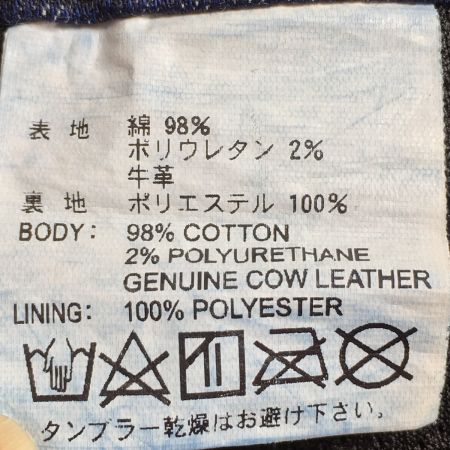 表 地 綿 98%
ポリウレタン 2%
牛革
裏 地 ポリエステル 100%
BODY: 98% COTTON
2% POLYURETHANE
GENUINE COW LEATHER
LINING: 100% POLYESTER
タンブラー乾燥はお避け下さい。